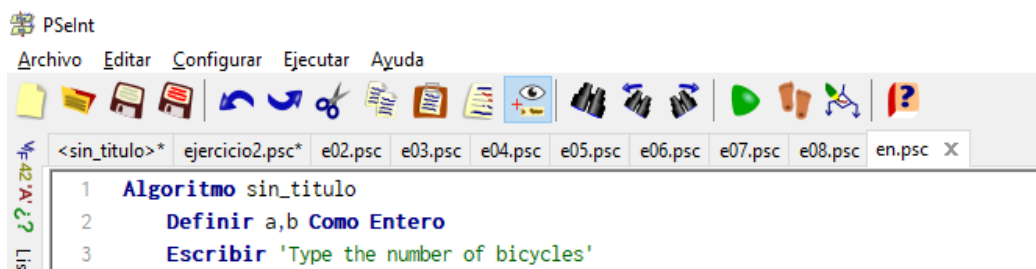 PSeInt
Archivo Editar Configurar Ejecutar Ayuda
<sin_titulo>* ejercicio2.psc* e02.psc e03.psc e04.psc e05.psc e06.psc e07.psc e08.psc en.psc X
42 'A' ¿?
1 Algoritmo sin_titulo
2 Definir a,b Como Entero
3 Escribir 'Type the number of bicycles'